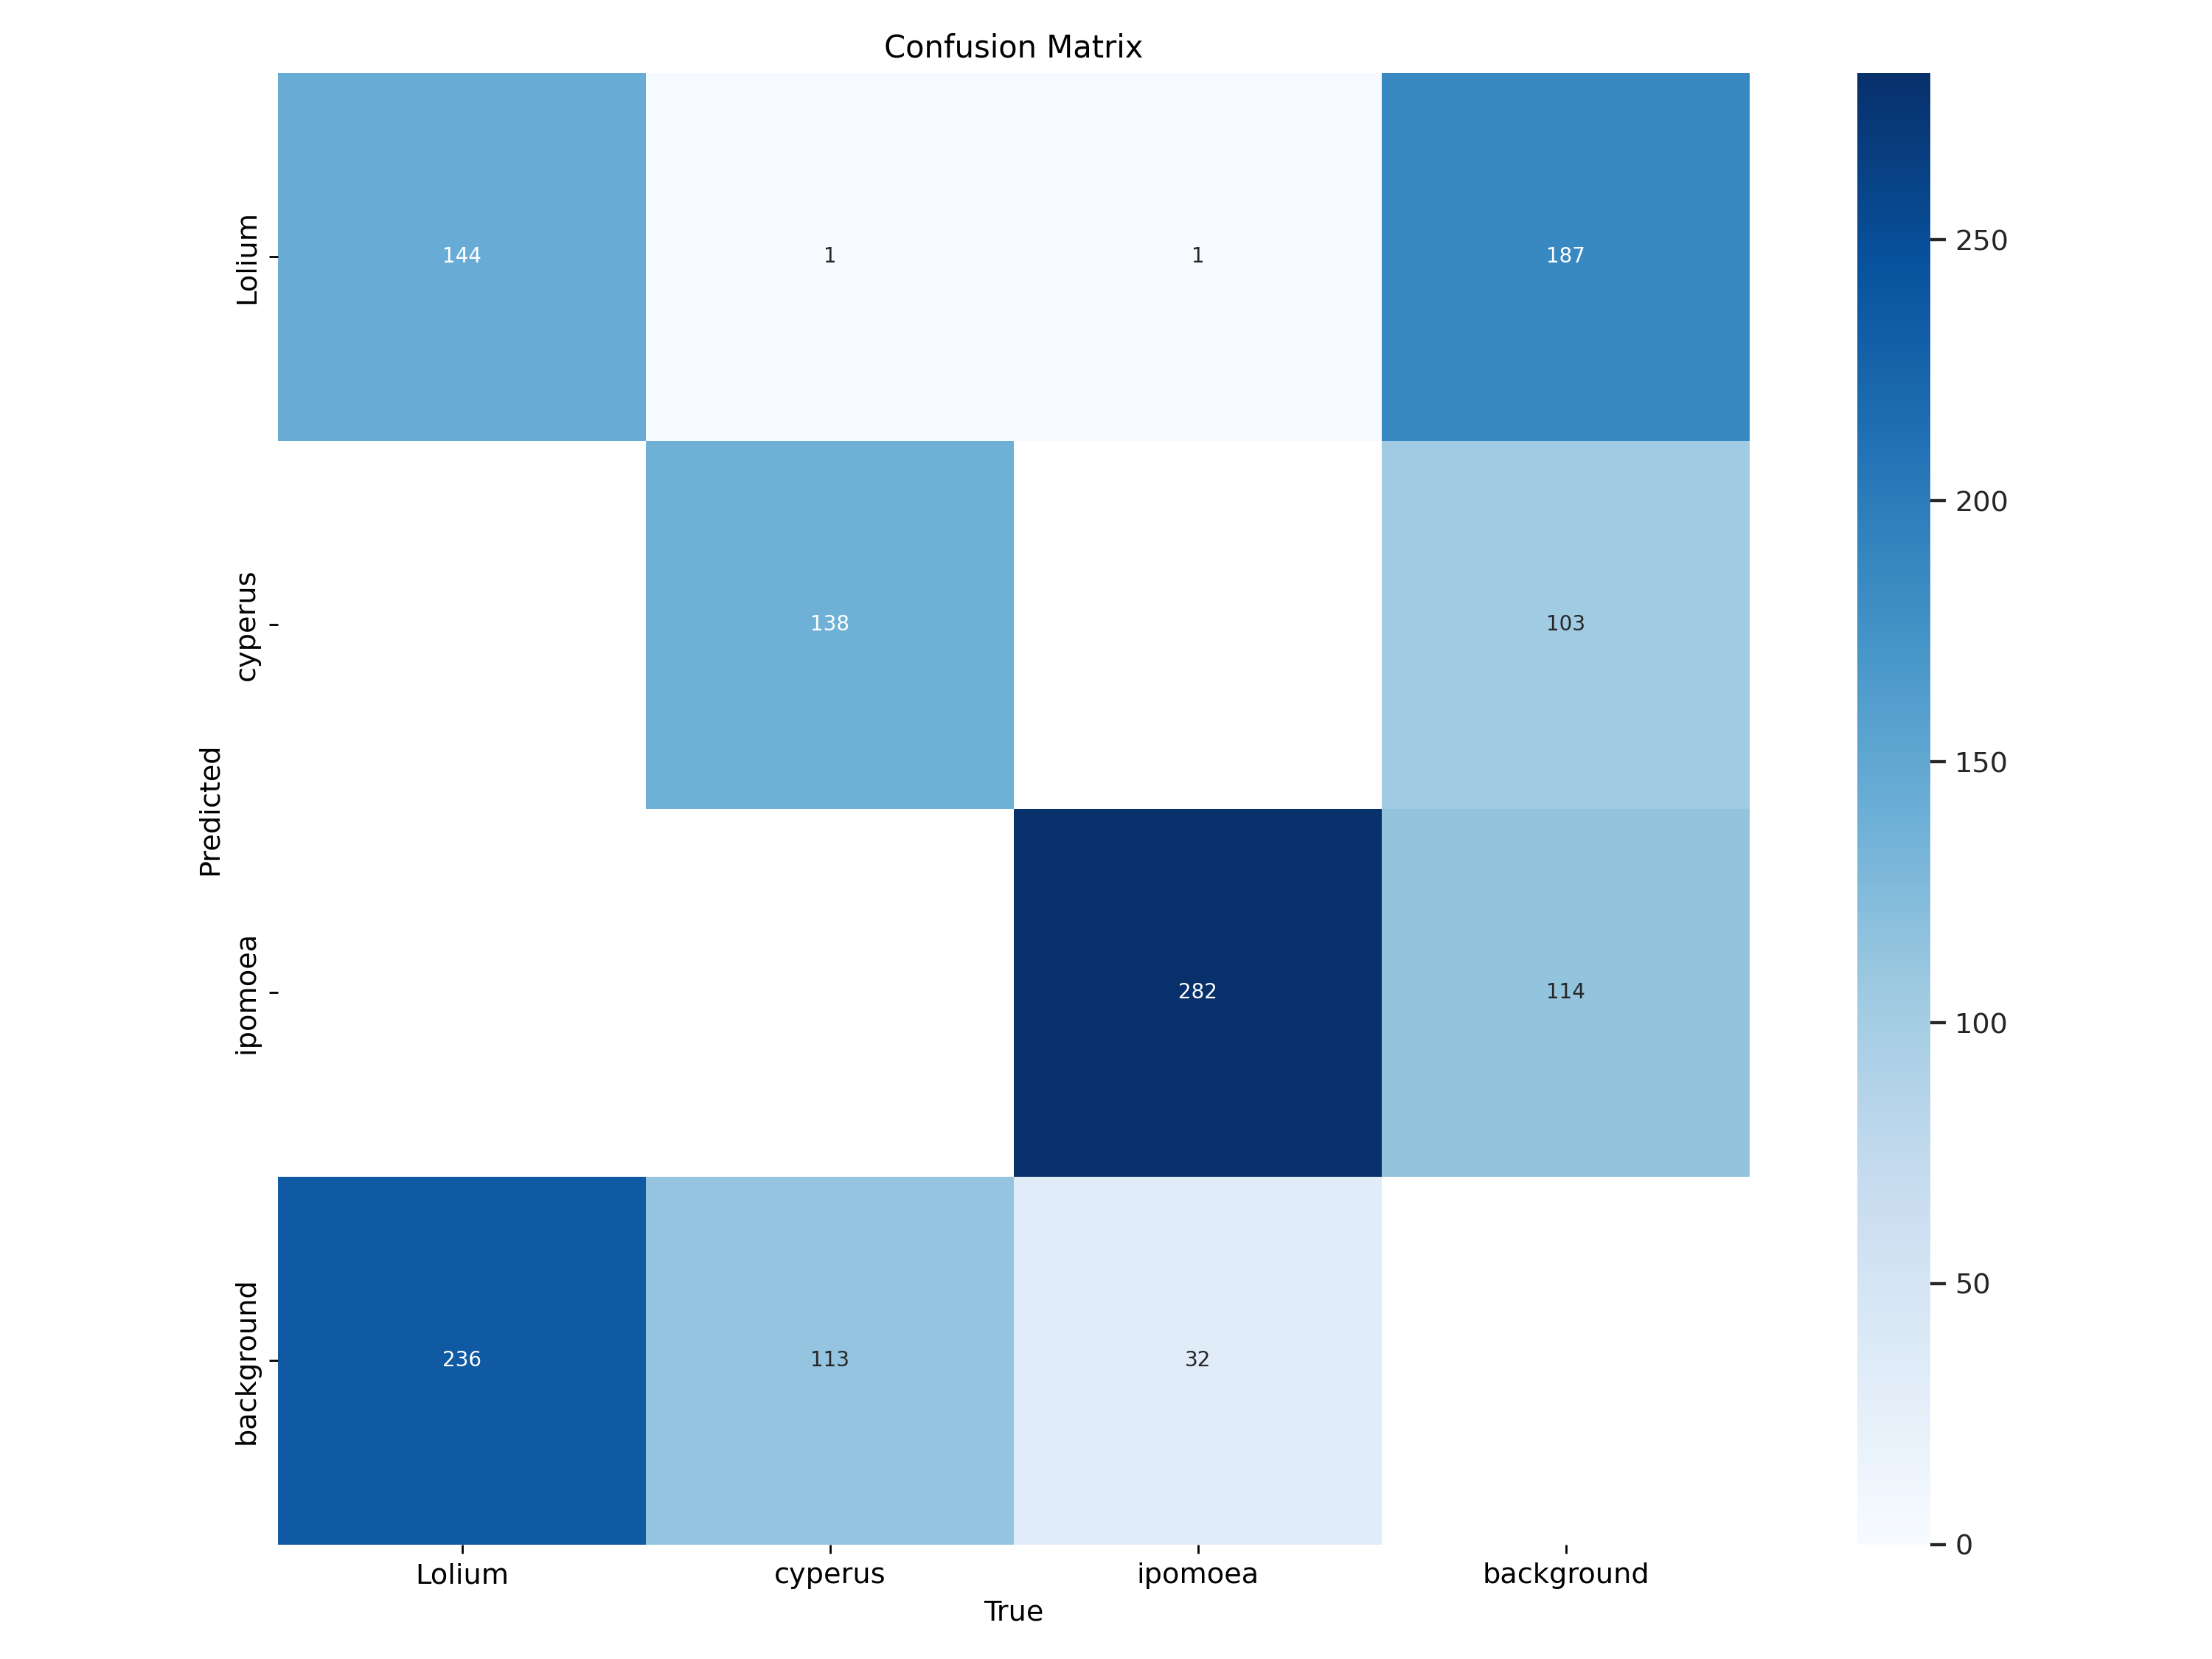 Confusion Matrix
Lolium
144
1
1
187
250
200
cyperus
138
103
150
Predicted
ipomoea
282
114
100
background
236
113
32
50
0
Lolium
cyperus
ipomoea
background
True